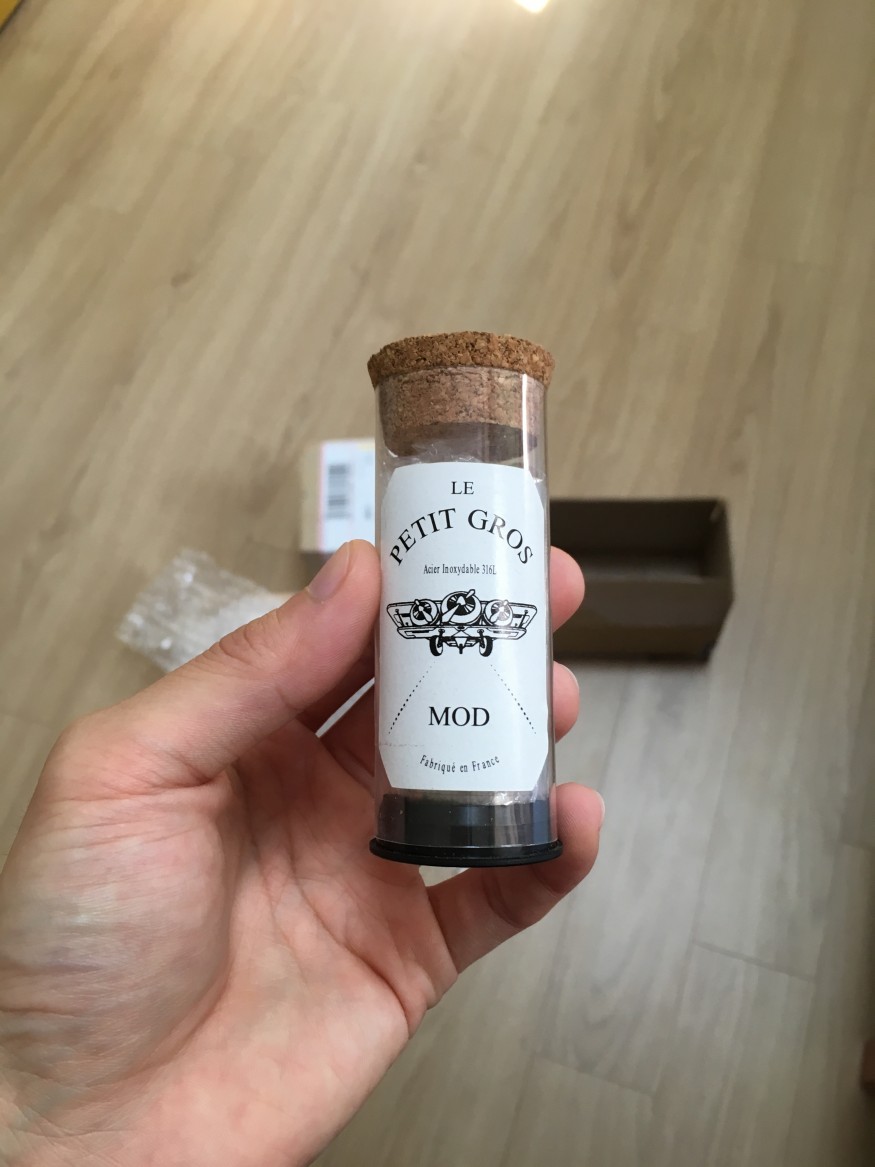 LE
PETIT GROS
Acier Inoxydable 316L
MOD
Fabriqué en France